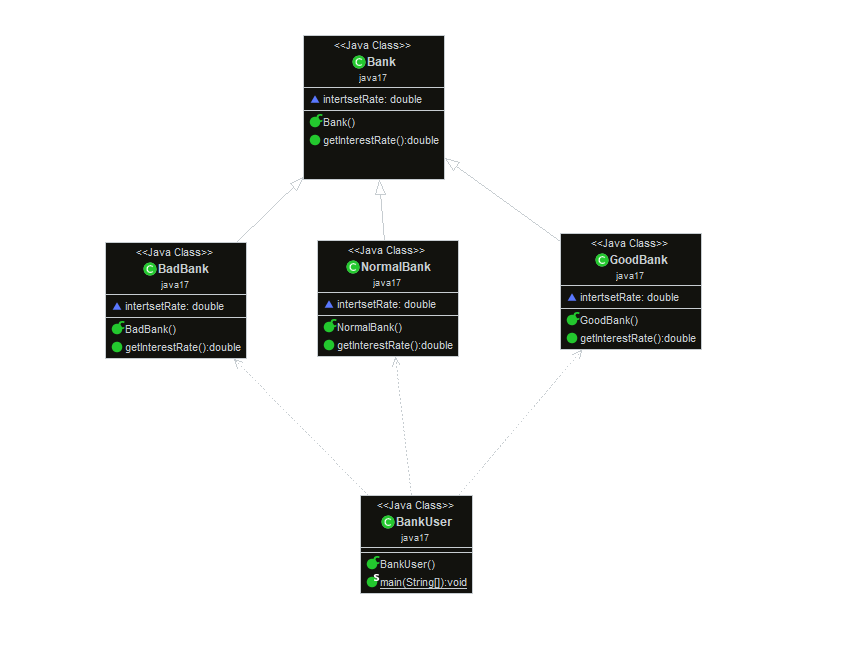 <<Java Class>>
Bank
java17
intertsetRate: double
Bank()
getInterestRate():double
<<Java Class>>
BadBank
java17
intertsetRate: double
BadBank()
getInterestRate():double
<<Java Class>>
NormalBank
java17
intertsetRate: double
NormalBank()
getInterestRate():double
<<Java Class>>
GoodBank
java17
intertsetRate: double
GoodBank()
getInterestRate():double
<<Java Class>>
BankUser
java17
BankUser()
main(String[]):void